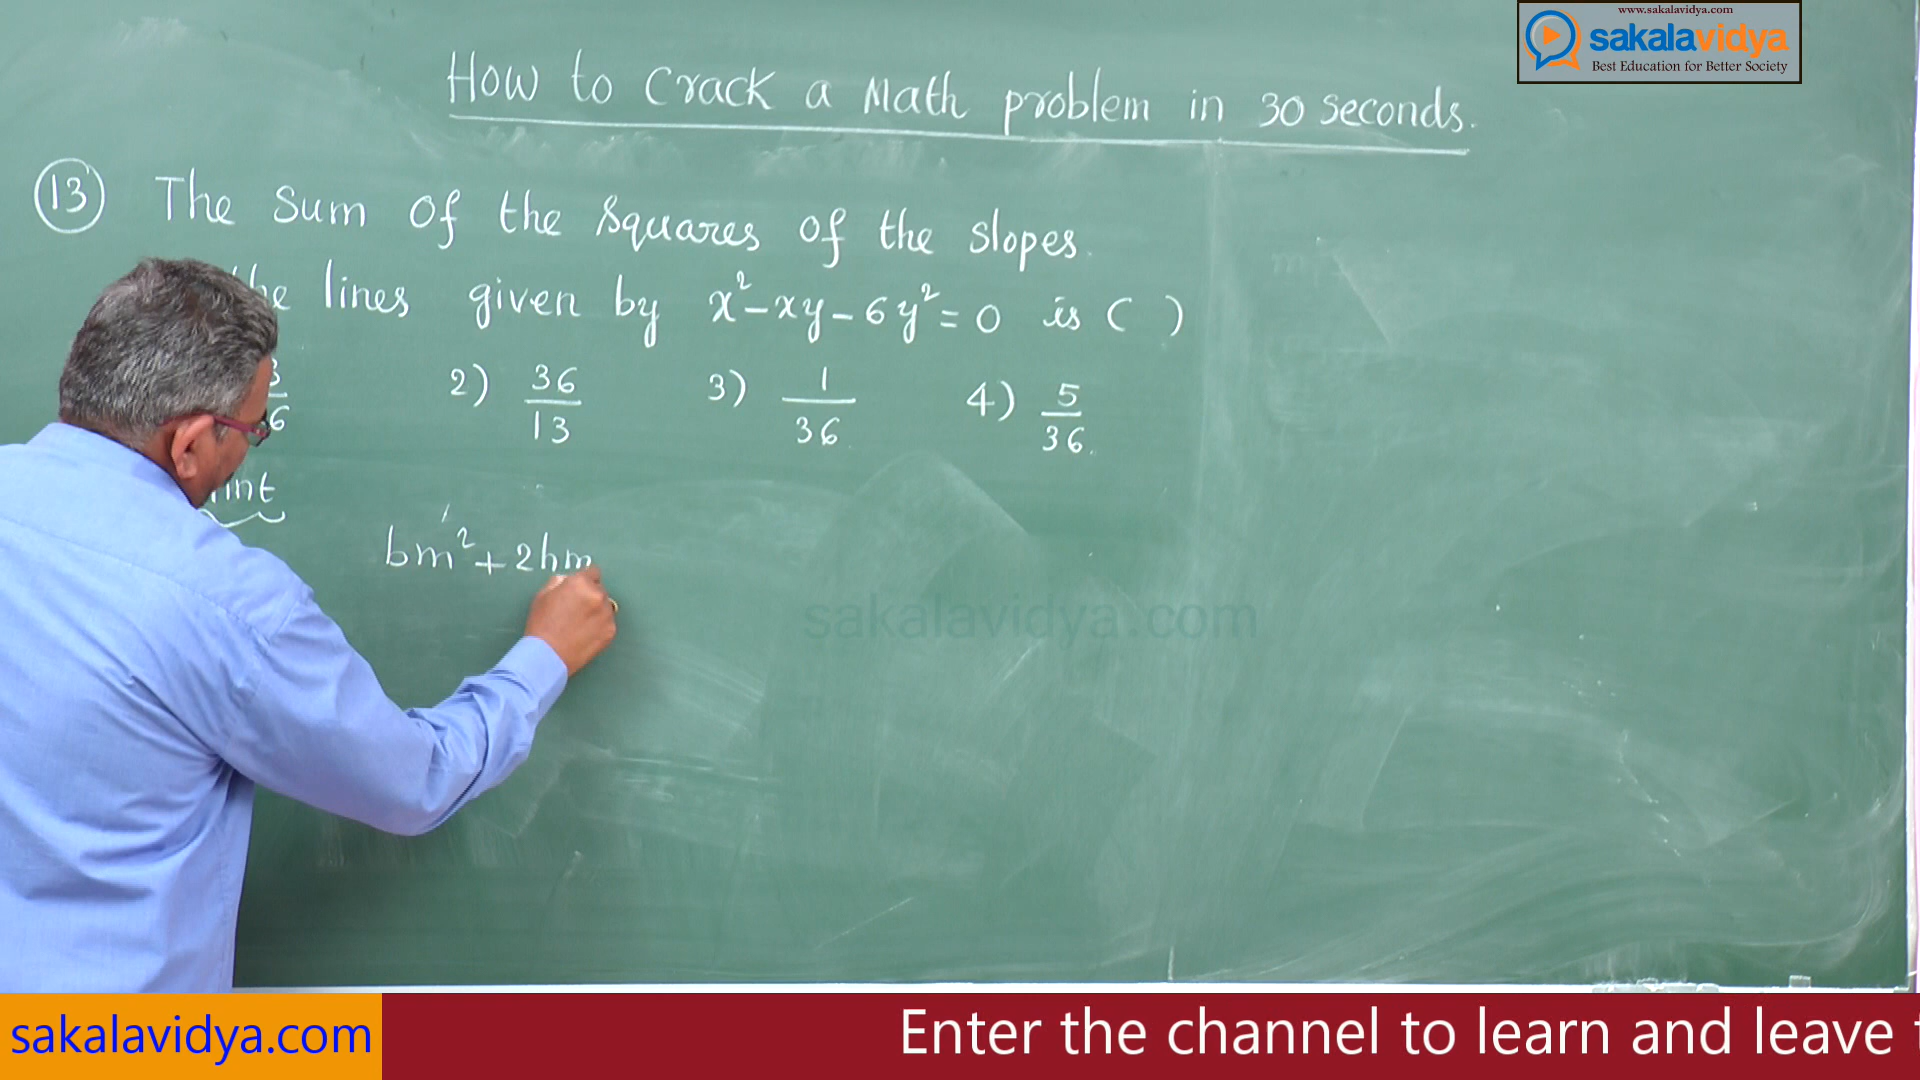 www.sakalavidya.com
sakalavidya
Best Education for Better Society
How to Crack a Math problem in 30 seconds.
13 The sum of the squares of the slopes.
lines given by x²-xy-6y²=0 is ( )
2) 36/13 3) 1/36 4) 5/36.
bm²+2hm
sakalavidya.com
sakalavidya.com Enter the channel to learn and leave